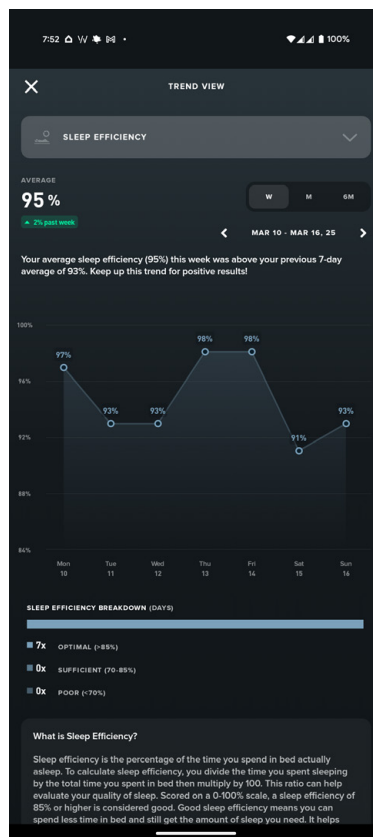 7:52
100%
TREND VIEW
SLEEP EFFICIENCY
AVERAGE
95 %
2% past week
W M 6M
MAR 10 - MAR 16, 25
Your average sleep efficiency (95%) this week was above your previous 7-day
average of 93%. Keep up this trend for positive results!
100%
96%
92%
88%
84%
97%
93%
93%
98%
98%
91%
93%
Mon Tue Wed Thu Fri Sat Sun
10 11 12 13 14 15 16
SLEEP EFFICIENCY BREAKDOWN (DAYS)
7x OPTIMAL (>85%)
0x SUFFICIENT (70-85%)
0x POOR (<70%)
What is Sleep Efficiency?
Sleep efficiency is the percentage of the time you spend in bed actually
asleep. To calculate sleep efficiency, you divide the time you spent sleeping
by the total time you spent in bed then multiply by 100. This ratio can help
evaluate your quality of sleep. Scored on a 0-100% scale, a sleep efficiency of
85% or higher is considered good. Good sleep efficiency means you can
spend less time in bed and still get the amount of sleep you need. It helps